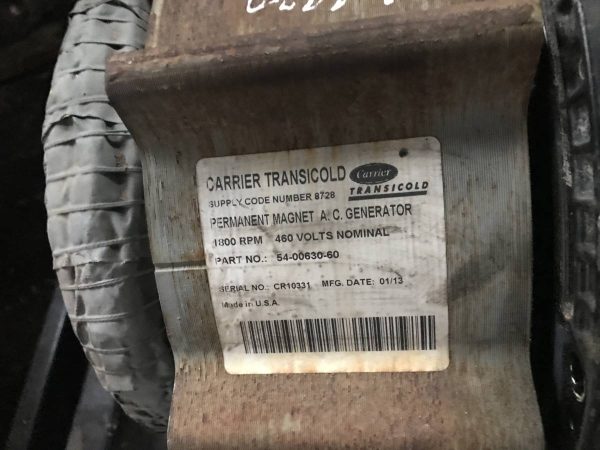 CARRIER TRANSICOLD
Carrier
TRANSICOLD
SUPPLY CODE NUMBER 8728
PERMANENT MAGNET A. C. GENERATOR
1800 RPM 460 VOLTS NOMINAL
PART NO.: 54-00630-60
SERIAL NO.: CR10331 MFG. DATE: 01/13
Made in U.S.A.